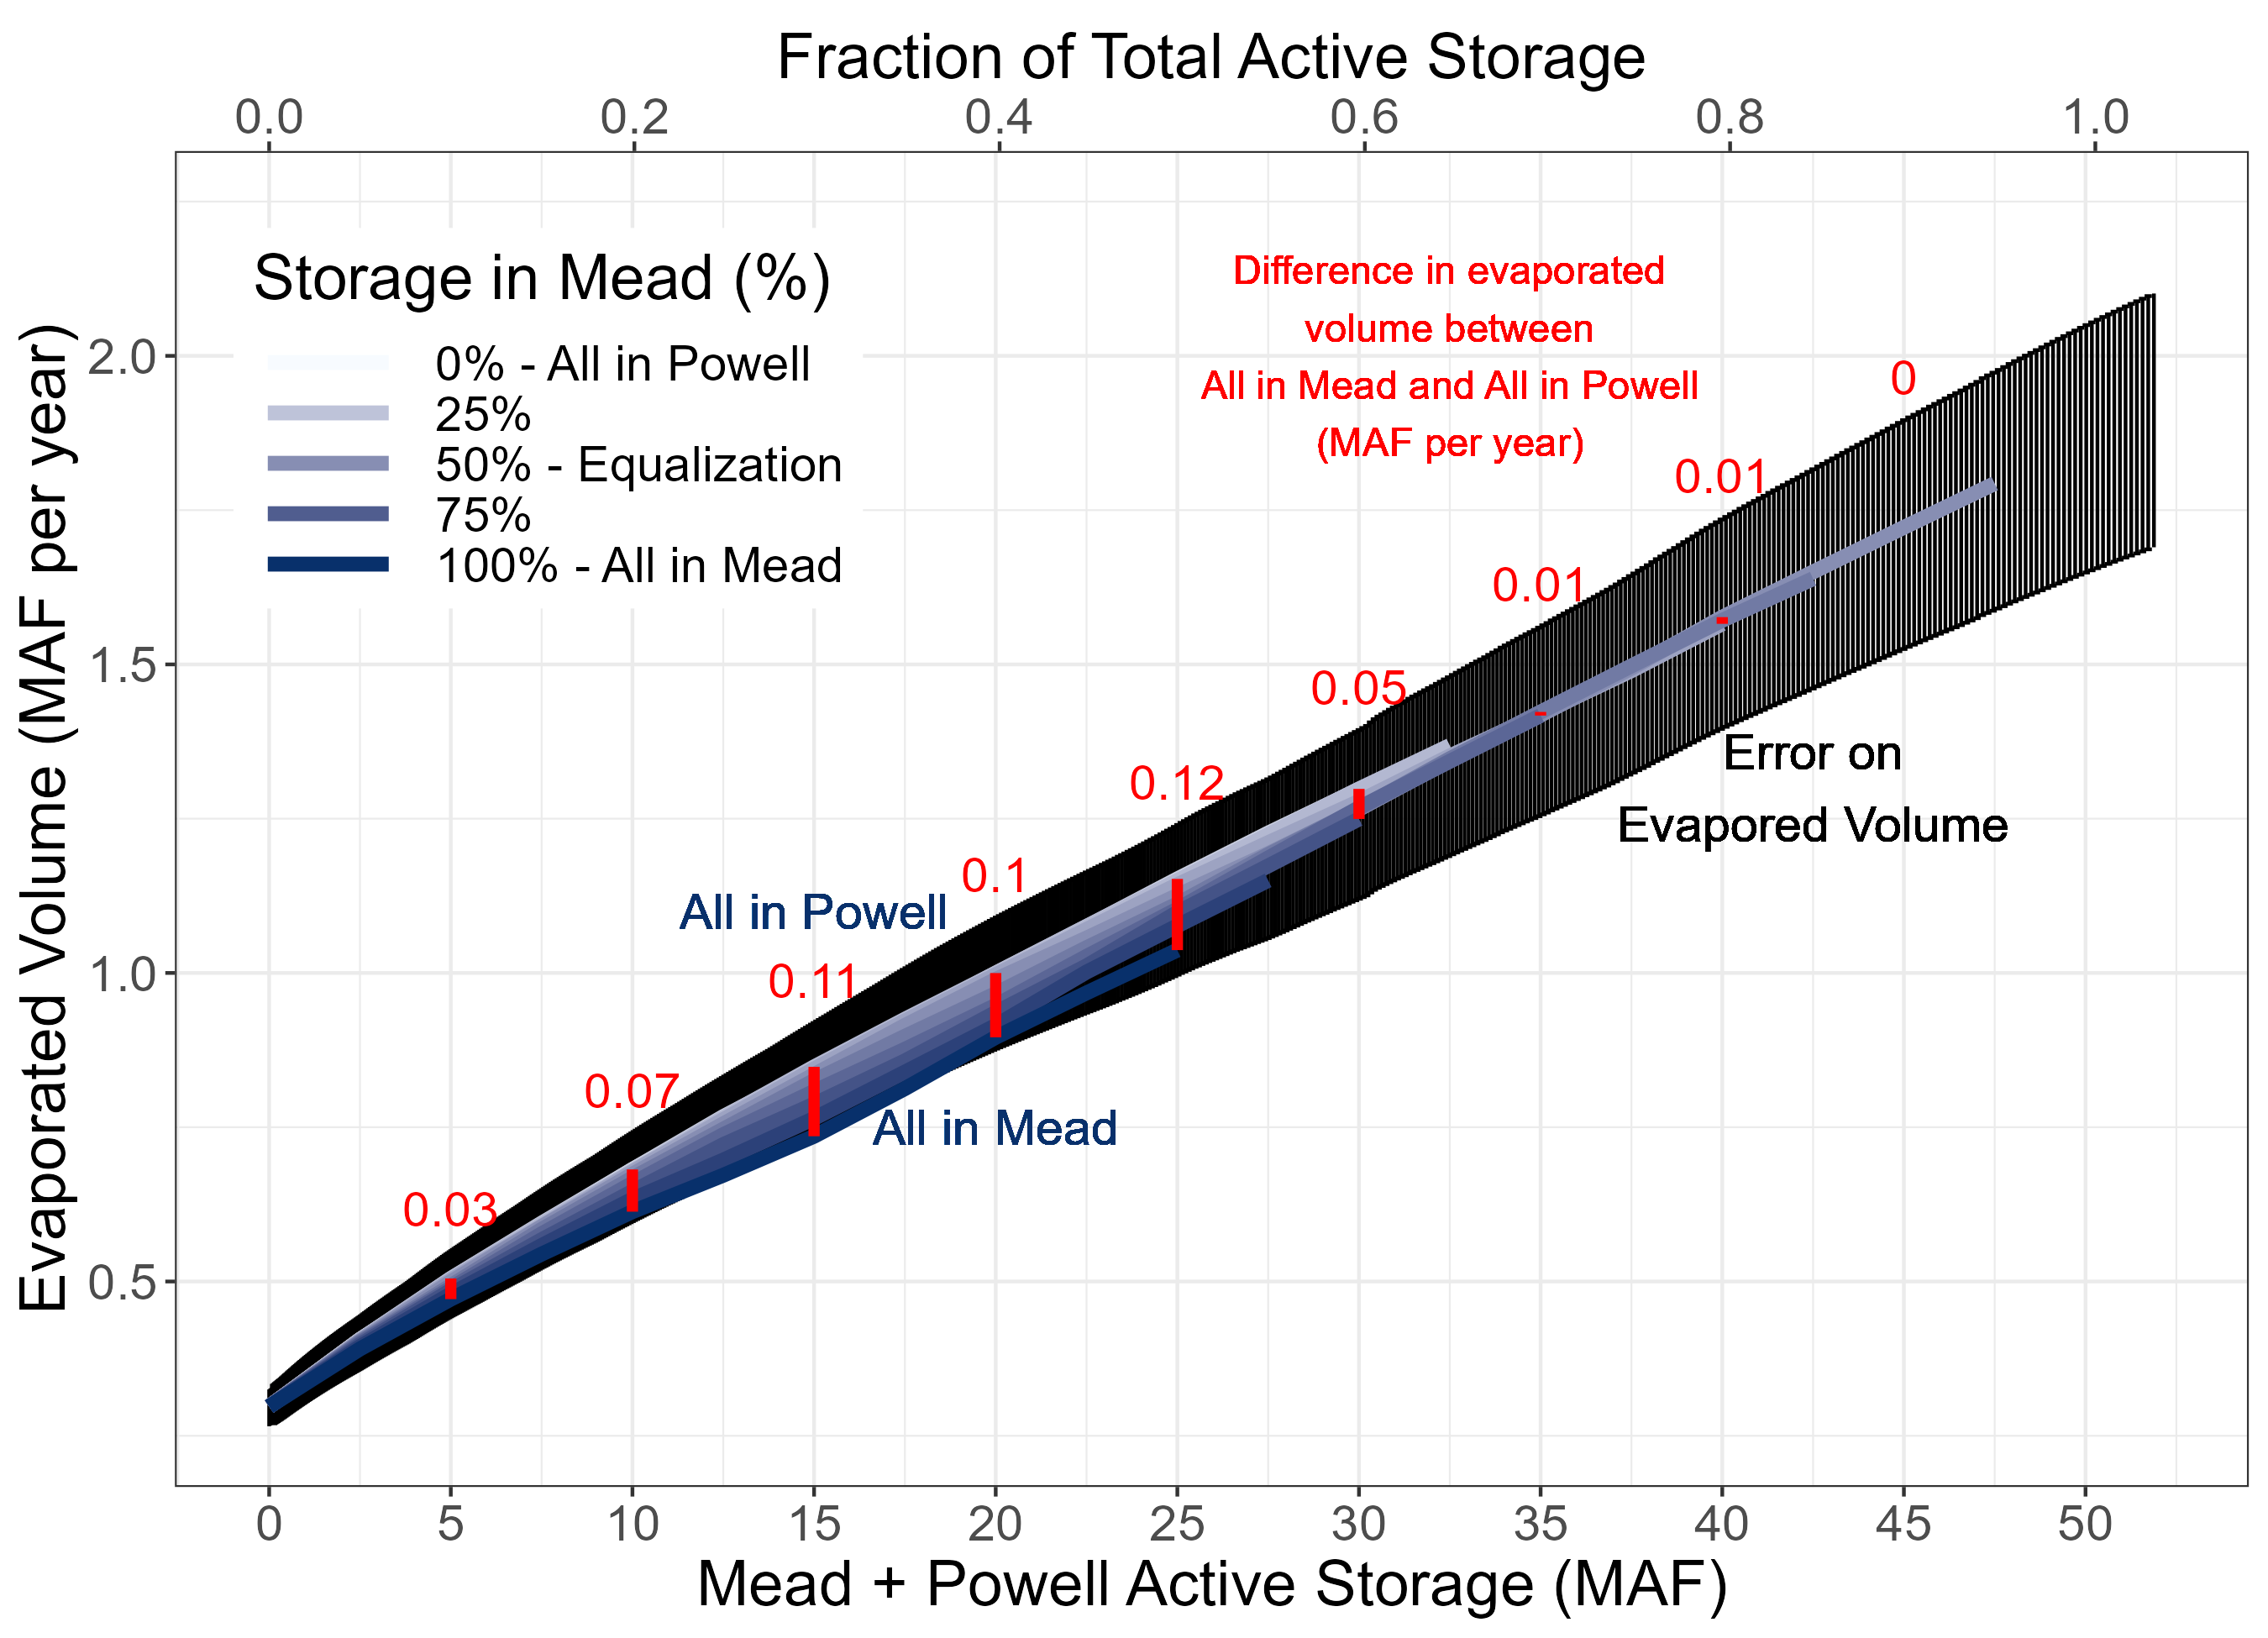 Fraction of Total Active Storage
0.0 0.2 0.4 0.6 0.8 1.0
Evaporated Volume (MAF per year)
2.0
1.5
1.0
0.5
Storage in Mead (%)
0% - All in Powell
25%
50% - Equalization
75%
100% - All in Mead
Difference in evaporated
volume between
All in Mead and All in Powell
(MAF per year)
0
0.01
0.01
0.05
0.12
0.1
0.11
0.07
0.03
All in Powell
All in Mead
Error on
Evapored Volume
0 5 10 15 20 25 30 35 40 45 50
Mead + Powell Active Storage (MAF)